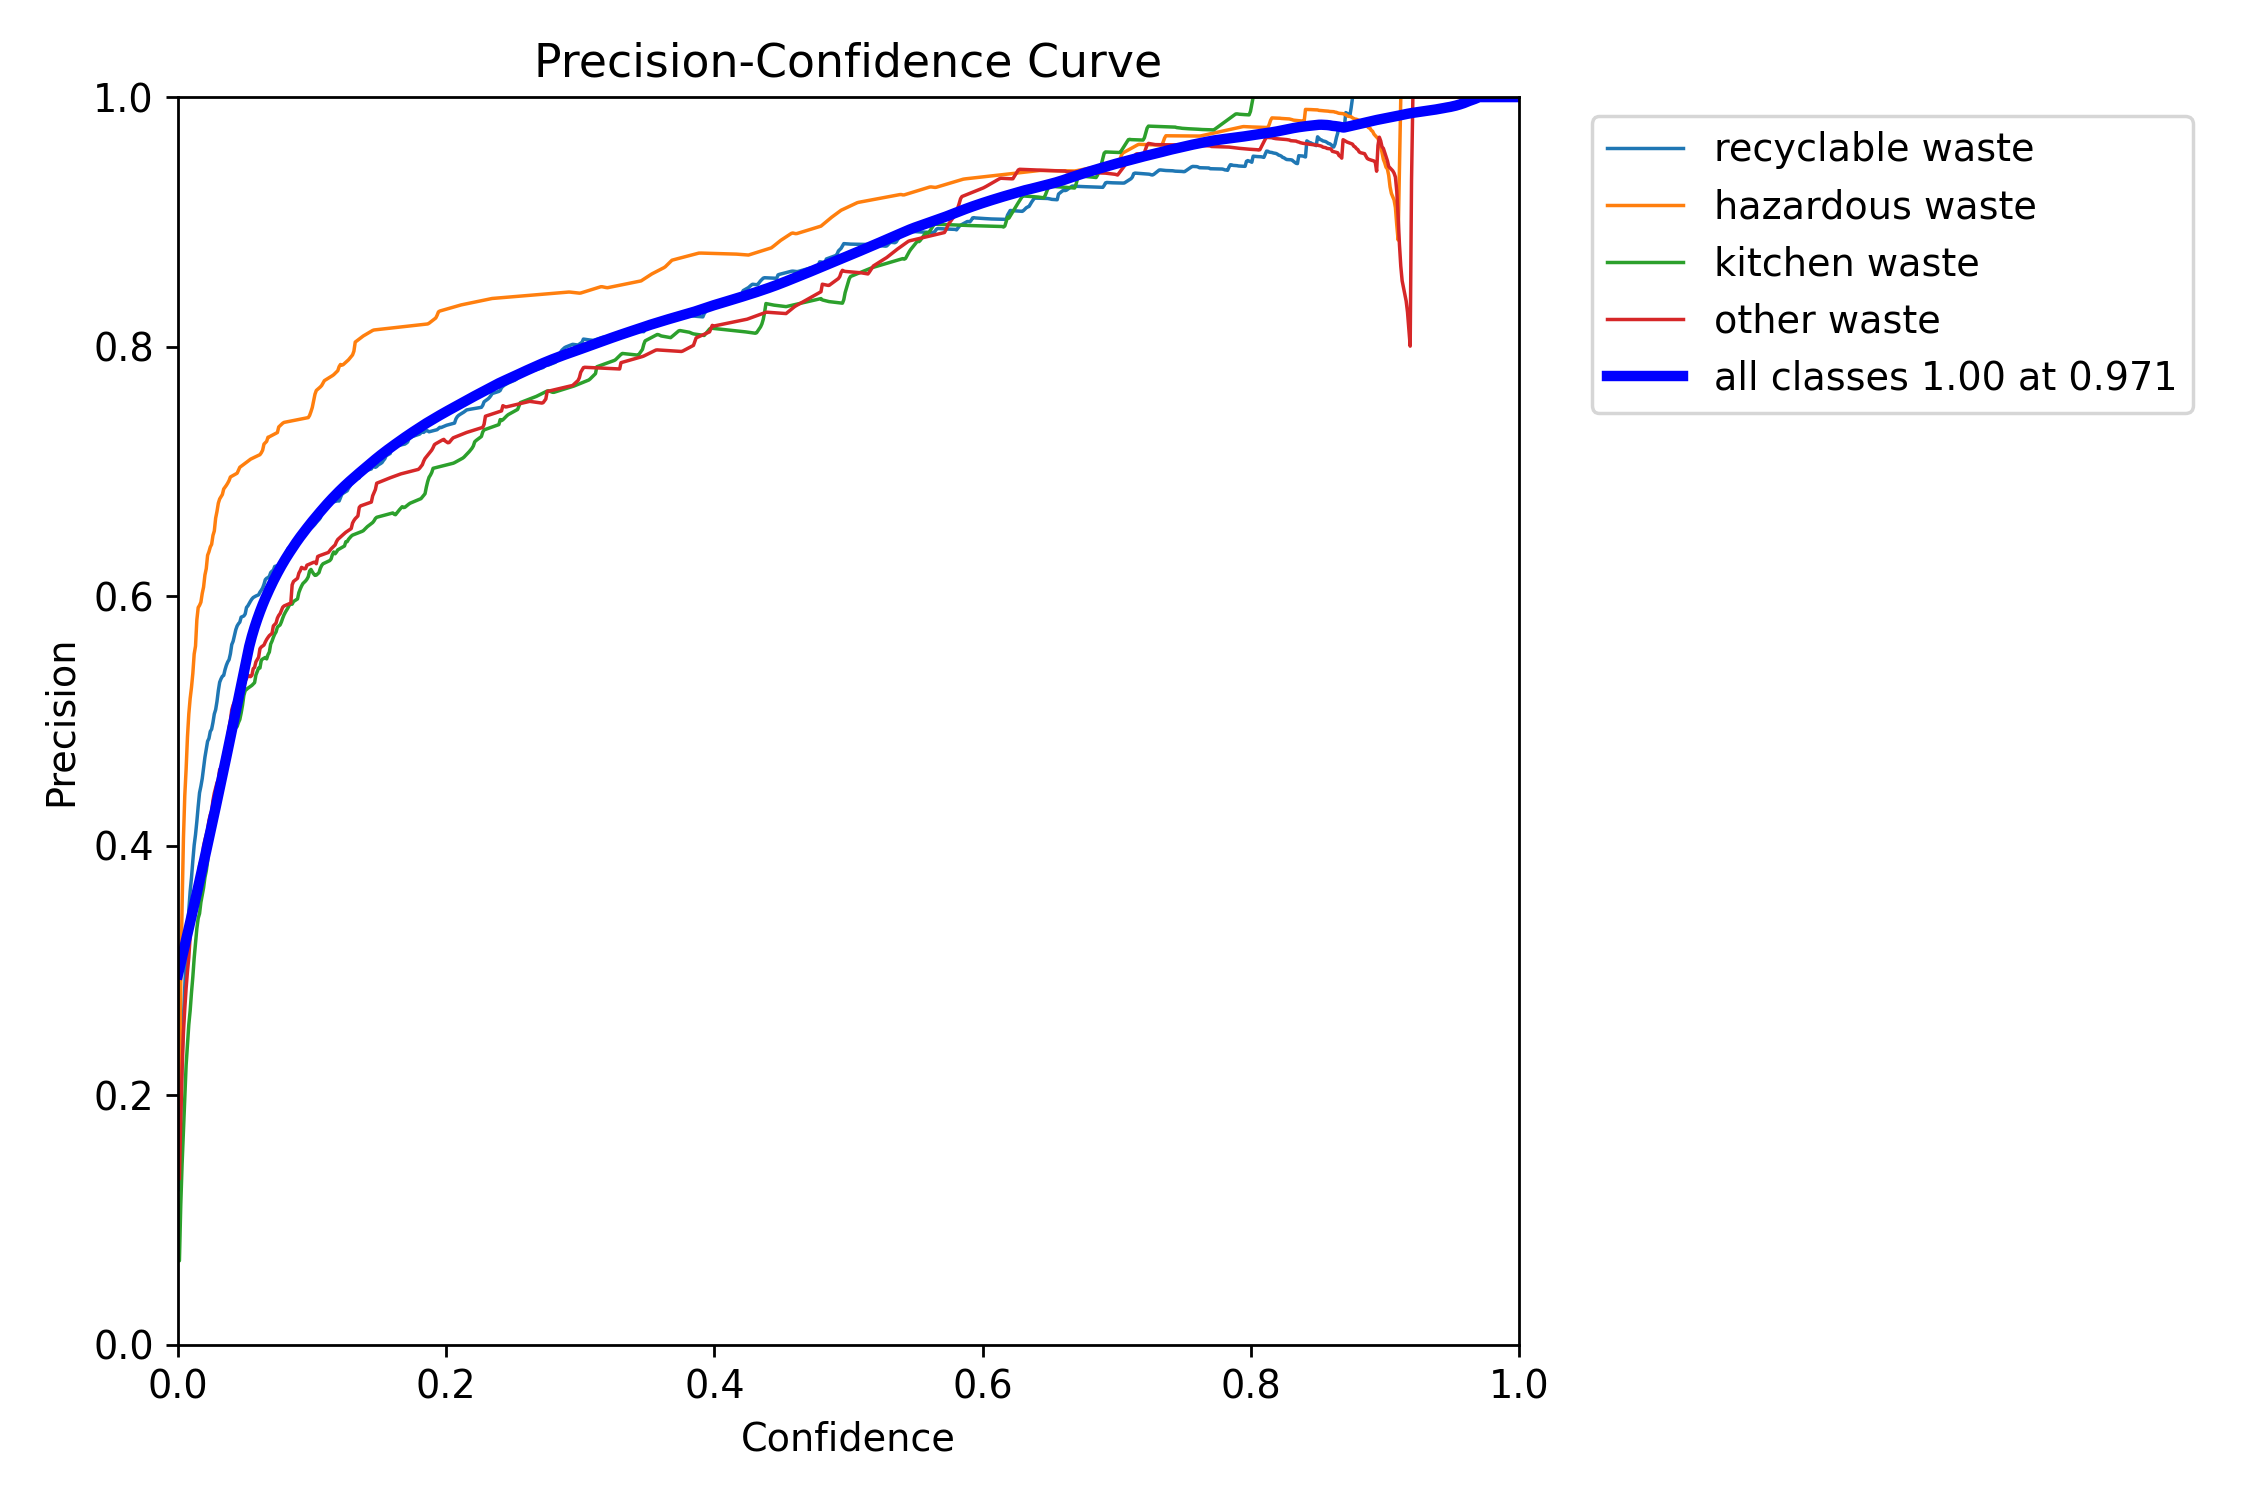 Precision-Confidence Curve
1.0
0.8
0.6
0.4
0.2
0.0
Precision
0.0 0.2 0.4 0.6 0.8 1.0
Confidence
recyclable waste
hazardous waste
kitchen waste
other waste
all classes 1.00 at 0.971